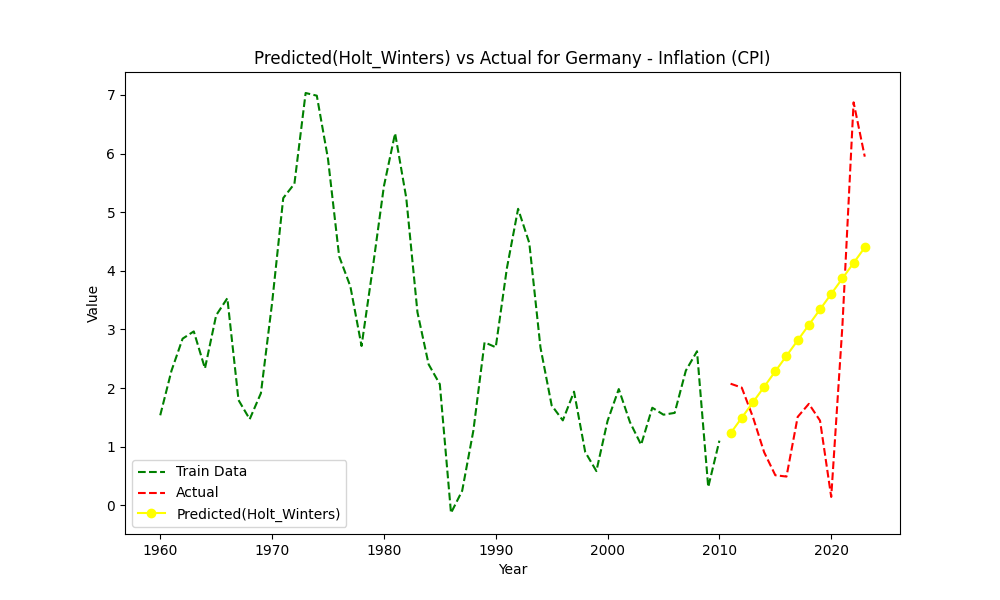 Predicted(Holt_Winters) vs Actual for Germany - Inflation (CPI)
7
6
5
4
3
2
1
0
Value
Train Data
Actual
Predicted(Holt_Winters)
1960 1970 1980 1990 2000 2010 2020
Year